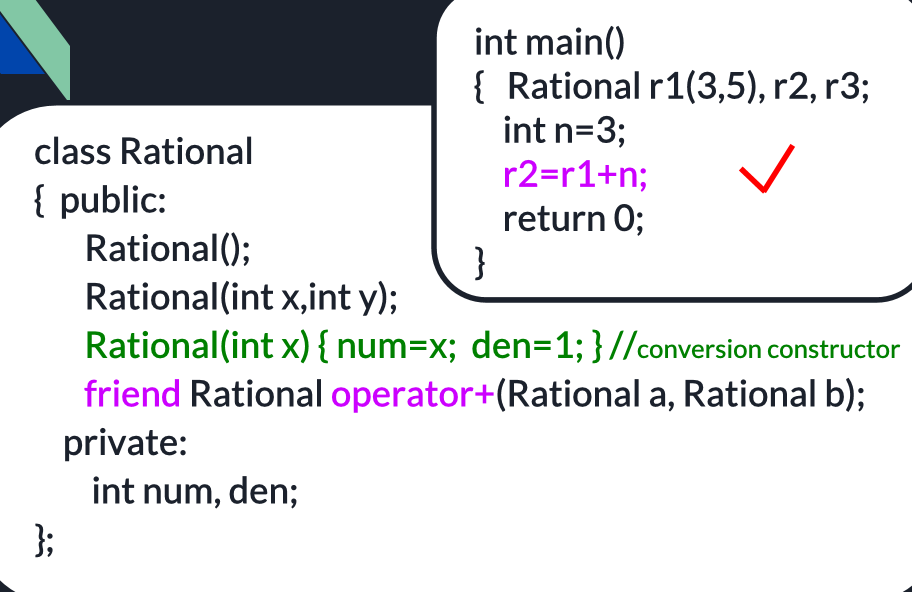 int main()
{ Rational r1(3,5), r2, r3;
int n=3;
r2=r1+n;
return 0;
}
class Rational
{ public:
Rational();
Rational(int x,int y);
Rational(int x) { num=x; den=1; } //conversion constructor
friend Rational operator+(Rational a, Rational b);
private:
int num, den;
};